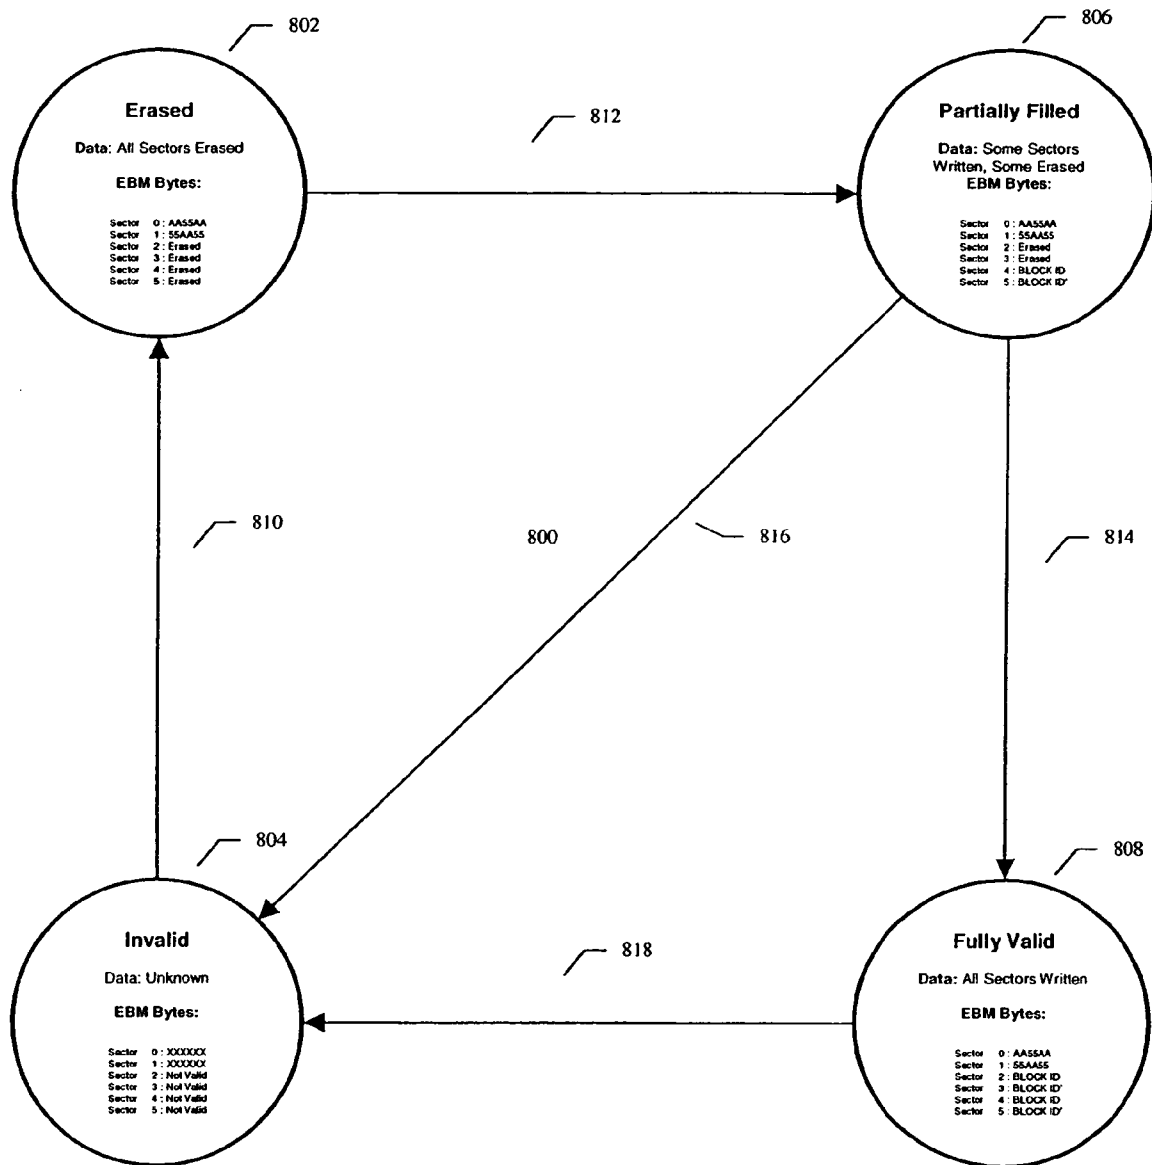 802
Erased
Data: All Sectors Erased
EBM Bytes:
Sector 0 : AA55AA
Sector 1 : 55AA55
Sector 2 : Erased
Sector 3 : Erased
Sector 4 : Erased
Sector 5 : Erased
812
806
Partially Filled
Data: Some Sectors
Written, Some Erased
EBM Bytes:
Sector 0 : AA55AA
Sector 1 : 55AA55
Sector 2 : Erased
Sector 3 : Erased
Sector 4 : BLOCK ID
Sector 5 : BLOCK ID'
810
800
816
814
804
Invalid
Data: Unknown
EBM Bytes:
Sector 0 : XXXXXX
Sector 1 : XXXXXX
Sector 2 : Not Valid
Sector 3 : Not Valid
Sector 4 : Not Valid
Sector 5 : Not Valid
818
808
Fully Valid
Data: All Sectors Written
EBM Bytes:
Sector 0 : AA55AA
Sector 1 : 55AA55
Sector 2 : BLOCK ID
Sector 3 : BLOCK ID'
Sector 4 : BLOCK ID
Sector 5 : BLOCK ID'